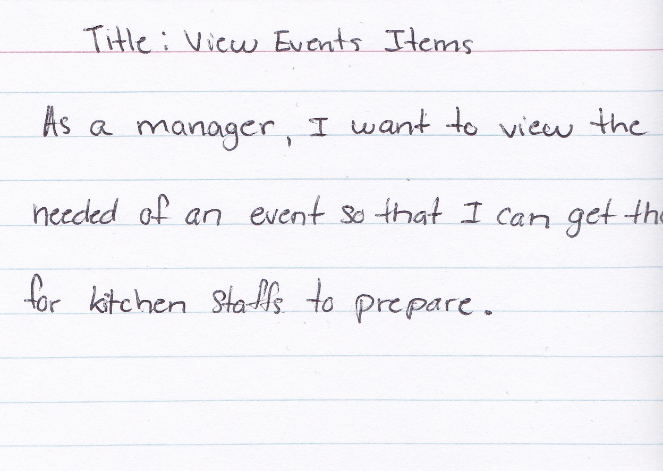 Title: View Events Items
As a manager, I want to view the
needed of an event so that I can get
for kitchen staffs to prepare.